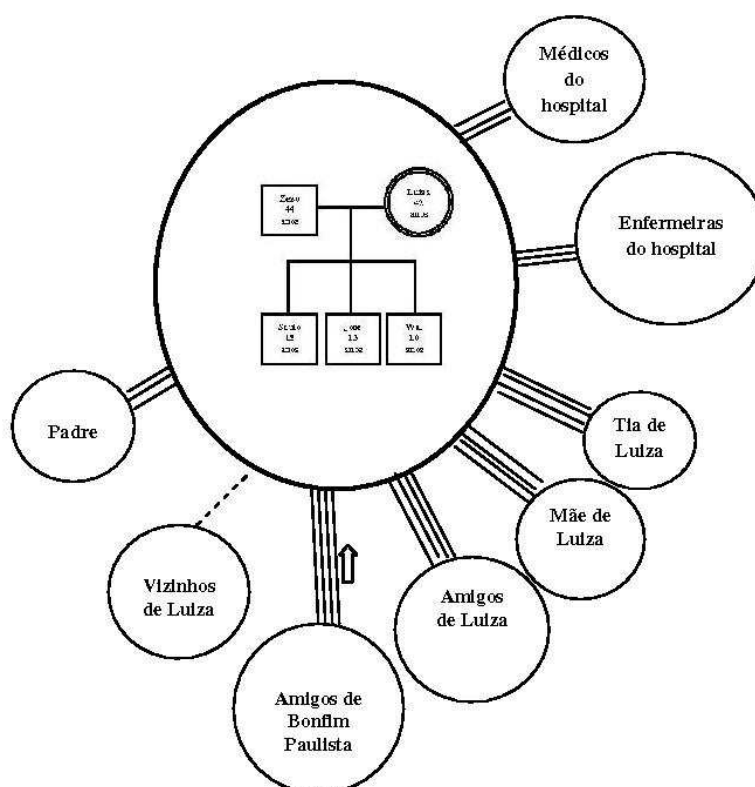 Médicos
do
hospital
44
anos
Luiza
anos
Enfermeiras
do hospital
anos
13
anos
10
anos
Padre
Tia de
Luiza
Mãe de
Luiza
Vizinhos
de Luiza
Amigos
de Luiza
Amigos de
Bonfim
Paulista